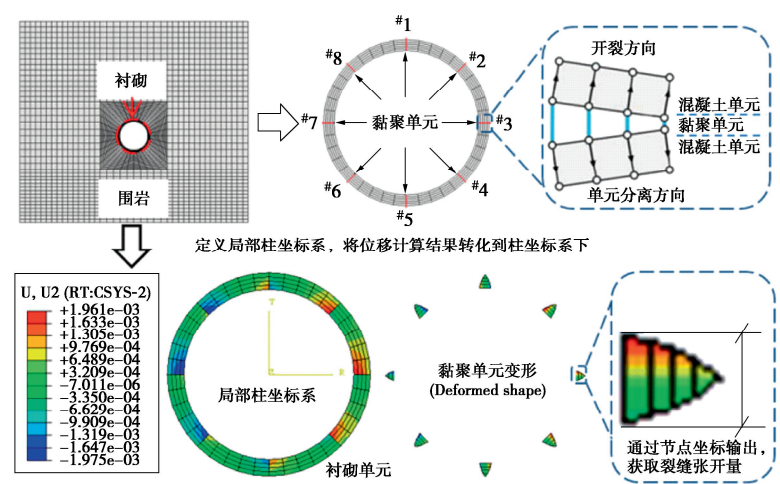 衬砌
围岩
#1
#2
#3
#4
#5
#6
#7
#8
黏聚单元
开裂方向
混凝土单元
黏聚单元
混凝土单元
单元分离方向
定义局部柱坐标系，将位移计算结果转化到柱坐标系下
U, U2 (RT:CSYS-2)
+1.961e−03
+1.633e−03
+1.305e−03
+9.769e−04
+6.489e−04
+3.209e−04
−7.011e−06
−3.350e−04
−6.629e−04
−9.909e−04
−1.319e−03
−1.647e−03
−1.975e−03
T
局部柱坐标系
衬砌单元
黏聚单元变形
(Deformed shape)
通过节点坐标输出，
获取裂缝张开量